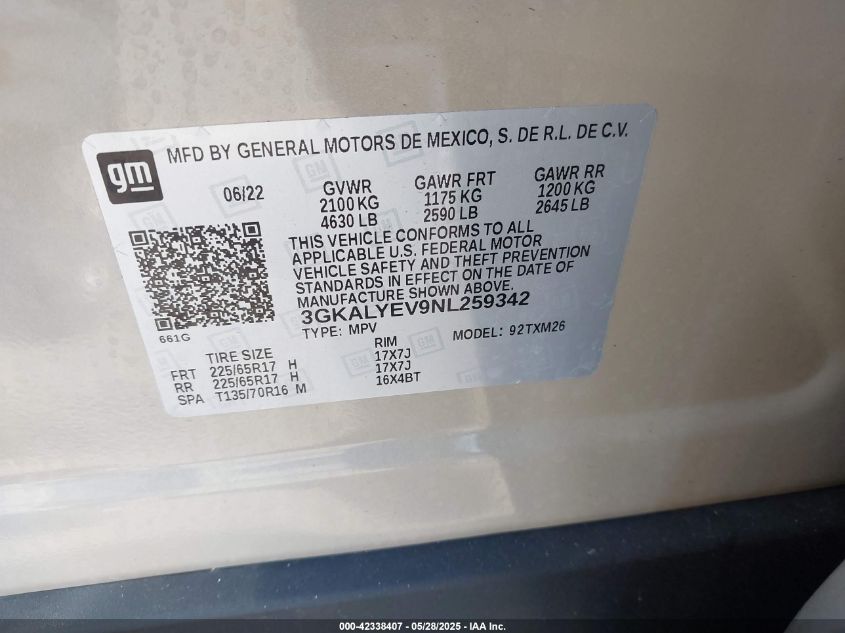 gm
MFD BY GENERAL MOTORS DE MEXICO, S. DE R.L. DE C.V.
06/22
GVWR GAWR FRT GAWR RR
2100 KG 1175 KG 1200 KG
4630 LB 2590 LB 2645 LB
THIS VEHICLE CONFORMS TO ALL
APPLICABLE U.S. FEDERAL MOTOR
VEHICLE SAFETY AND THEFT PREVENTION
STANDARDS IN EFFECT ON THE DATE OF
MANUFACTURE SHOWN ABOVE.
3GKALYEV9NL259342
661G
TYPE: MPV MODEL: 92TXM26
TIRE SIZE RIM
FRT 225/65R17 H 17X7J
RR 225/65R17 H 17X7J
SPA T135/70R16 M 16X4BT
000-42338407 - 05/28/2025 - IAA Inc.